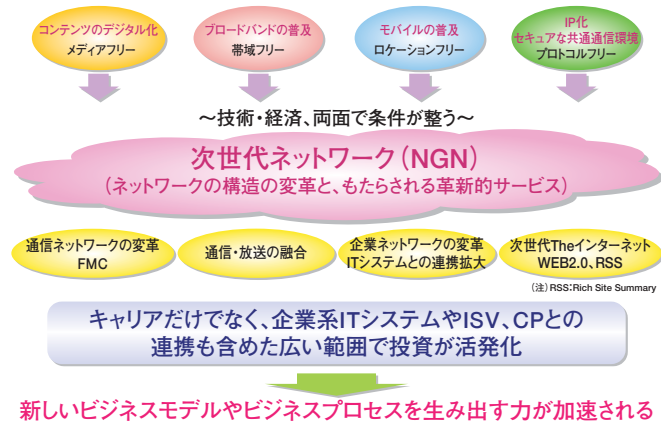 コンテンツのデジタル化
メディアフリー
ブロードバンドの普及
帯域フリー
モバイルの普及
ロケーションフリー
IP化
セキュアな共通通信環境
プロトコルフリー
～技術・経済、両面で条件が整う～
次世代ネットワーク（NGN）
（ネットワークの構造の変革と、もたらされる革新的サービス）
通信ネットワークの変革
FMC
通信・放送の融合
企業ネットワークの変革
ITシステムとの連携拡大
次世代Theインターネット
WEB2.0、RSS
（注）RSS:Rich Site Summary
キャリアだけでなく、企業系ITシステムやISV、CPとの
連携も含めた広い範囲で投資が活発化
新しいビジネスモデルやビジネスプロセスを生み出す力が加速される